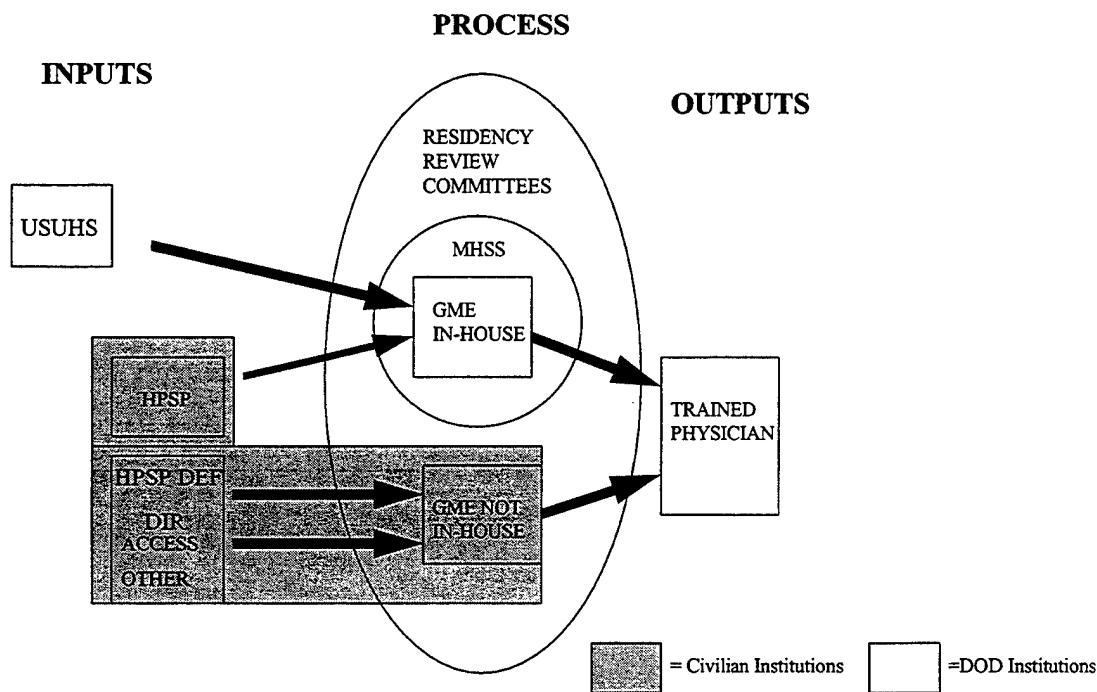 PROCESS
INPUTS
OUTPUTS
RESIDENCY
REVIEW
COMMITTEES
USUHS
MHSS
GME
IN-HOUSE
HPSP
TRAINED
PHYSICIAN
HPSP DEF
DIR
ACCESS
OTHER
GME NOT
IN-HOUSE
= Civilian Institutions
=DOD Institutions